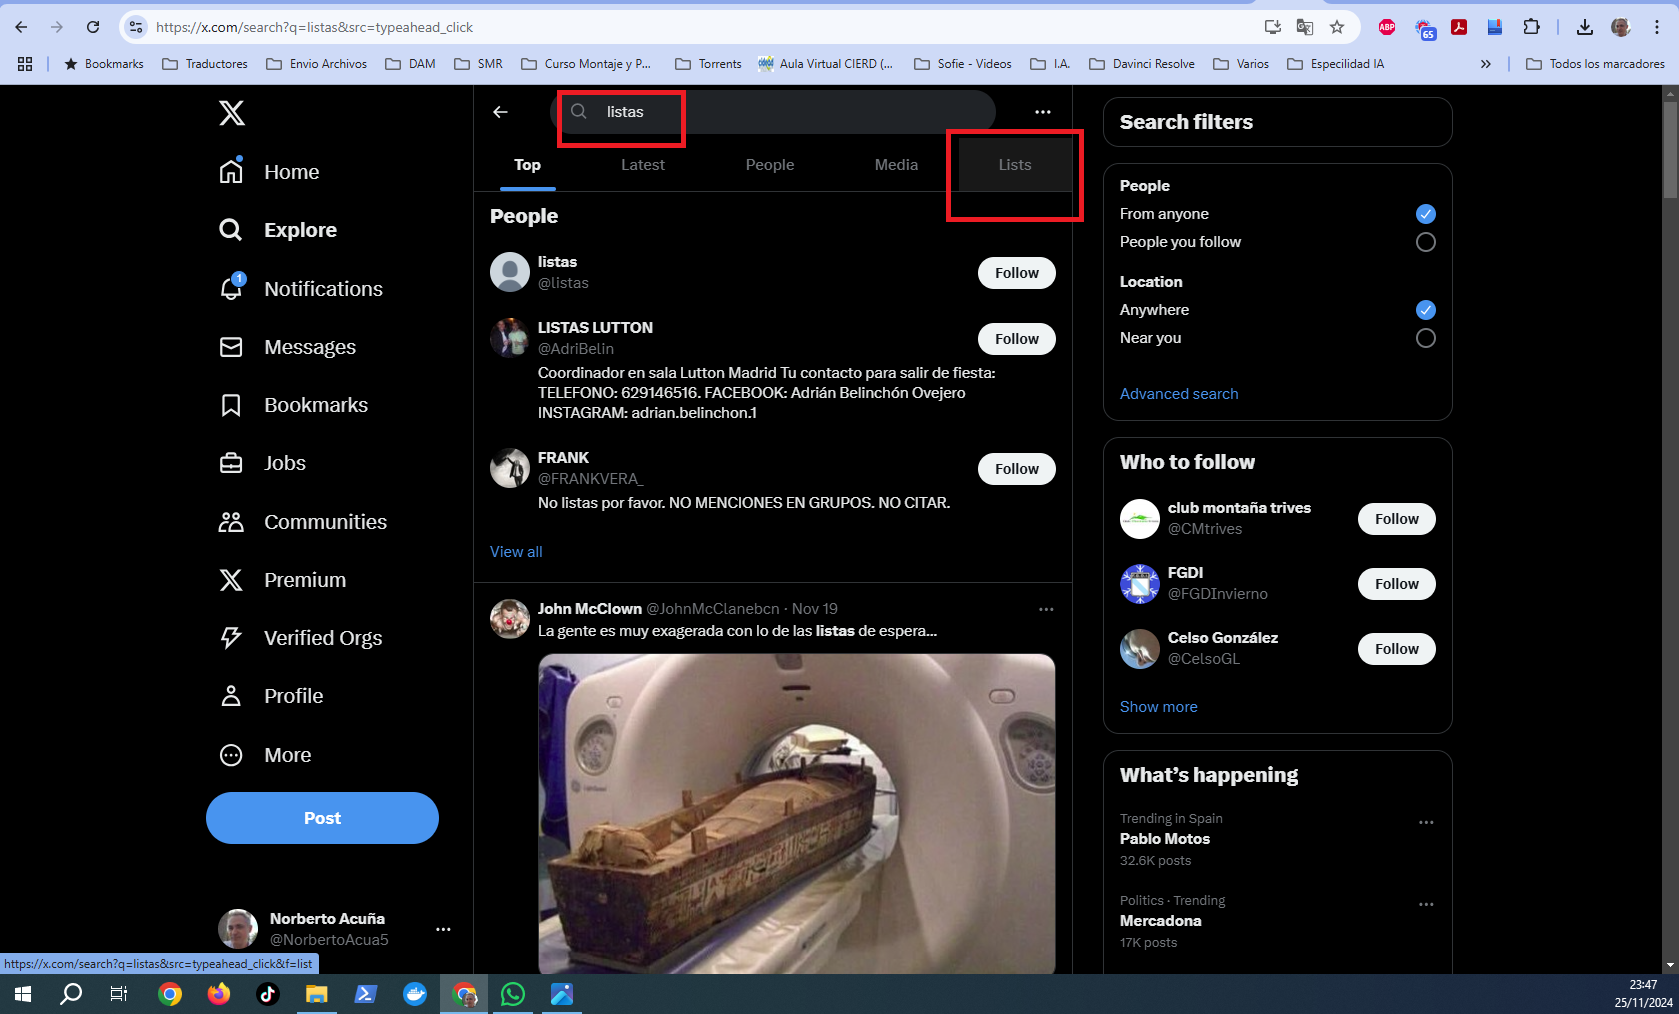 https://x.com/search?q=listas&src=typeahead_click
ABP
65
Bookmarks
Traductores
Envio Archivos
DAM
SMR
Curso Montaje y P...
Torrents
Aula Virtual CIERD (...
Sofie - Videos
I.A.
Davinci Resolve
Varios
Especilidad IA
»
Todos los marcadores
Home
Explore
1
Notifications
Messages
Bookmarks
Jobs
Communities
Premium
Verified Orgs
Profile
More
Post
Norberto Acuña
@NorbertoAcua5
https://x.com/search?q=listas&src=typeahead_click&f=list
listas
Top
Latest
People
Media
Lists
People
listas
@listas
Follow
LISTAS LUTTON
@AdriBelin
Follow
Coordinador en sala Lutton Madrid Tu contacto para salir de fiesta:
TELEFONO: 629146516. FACEBOOK: Adrián Belinchón Ovejero
INSTAGRAM: adrian.belinchon.1
FRANK
@FRANKVERA_
Follow
No listas por favor. NO MENCIONES EN GRUPOS. NO CITAR.
View all
John McClown @JohnMcClanebcn · Nov 19
La gente es muy exagerada con lo de las listas de espera...
Search filters
People
From anyone
People you follow
Location
Anywhere
Near you
Advanced search
Who to follow
club montaña trives
@CMtrives
Follow
FGDI
@FGDInvierno
Follow
Celso González
@CelsoGL
Follow
Show more
What's happening
Trending in Spain
Pablo Motos
32.6K posts
Politics · Trending
Mercadona
17K posts
23:47
25/11/2024